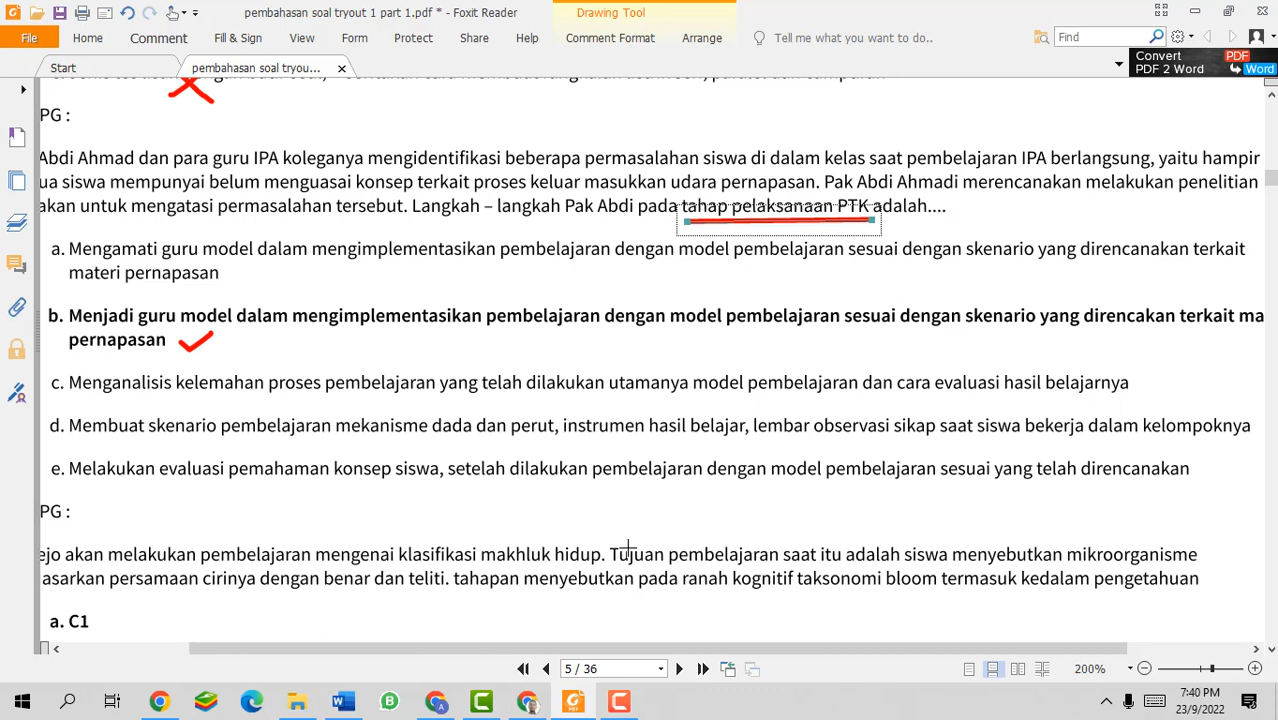 pembahasan soal tryout 1 part 1.pdf * - Foxit Reader
Drawing Tool
File Home Comment Fill & Sign View Form Protect Share Help Comment Format Arrange Tell me what you want to do.. Find
Start pembahasan soal tryou...
Convert PDF
PDF 2 Word Word
PG :
Abdi Ahmad dan para guru IPA koleganya mengidentifikasi beberapa permasalahan siswa di dalam kelas saat pembelajaran IPA berlangsung, yaitu hampir
ua siswa mempunyai belum menguasai konsep terkait proses keluar masukkan udara pernapasan. Pak Abdi Ahmadi merencanakan melakukan penelitian
akan untuk mengatasi permasalahan tersebut. Langkah – langkah Pak Abdi pada tahap pelaksanaan PTK adalah....
a. Mengamati guru model dalam mengimplementasikan pembelajaran dengan model pembelajaran sesuai dengan skenario yang direncanakan terkait
materi pernapasan
b. Menjadi guru model dalam mengimplementasikan pembelajaran dengan model pembelajaran sesuai dengan skenario yang direncakan terkait ma
pernapasan
c. Menganalisis kelemahan proses pembelajaran yang telah dilakukan utamanya model pembelajaran dan cara evaluasi hasil belajarnya
d. Membuat skenario pembelajaran mekanisme dada dan perut, instrumen hasil belajar, lembar observasi sikap saat siswa bekerja dalam kelompoknya
e. Melakukan evaluasi pemahaman konsep siswa, setelah dilakukan pembelajaran dengan model pembelajaran sesuai yang telah direncanakan
PG :
ejo akan melakukan pembelajaran mengenai klasifikasi makhluk hidup. Tujuan pembelajaran saat itu adalah siswa menyebutkan mikroorganisme
asarkan persamaan cirinya dengan benar dan teliti. tahapan menyebutkan pada ranah kognitif taksonomi bloom termasuk kedalam pengetahuan
a. C1
5 / 36
200%
7:40 PM
23/9/2022